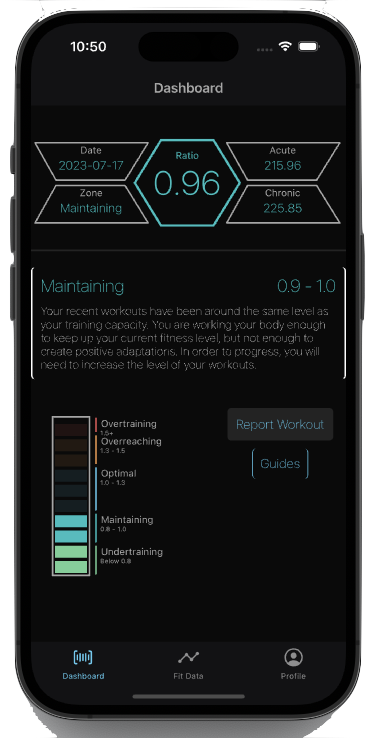 10:50
Dashboard
Date
2023-07-17
Zone
Maintaining
Ratio
0.96
Acute
215.96
Chronic
225.85
Maintaining 0.9 - 1.0
Your recent workouts have been around the same level as
your training capacity. You are working your body enough
to keep up your current fitness level, but not enough to
create positive adaptations. In order to progress, you will
need to increase the level of your workouts.
Overtraining
1.5+
Overreaching
1.3 - 1.5
Optimal
1.0 - 1.3
Maintaining
0.8 - 1.0
Undertraining
Below 0.8
Report Workout
Guides
Dashboard
Fit Data
Profile